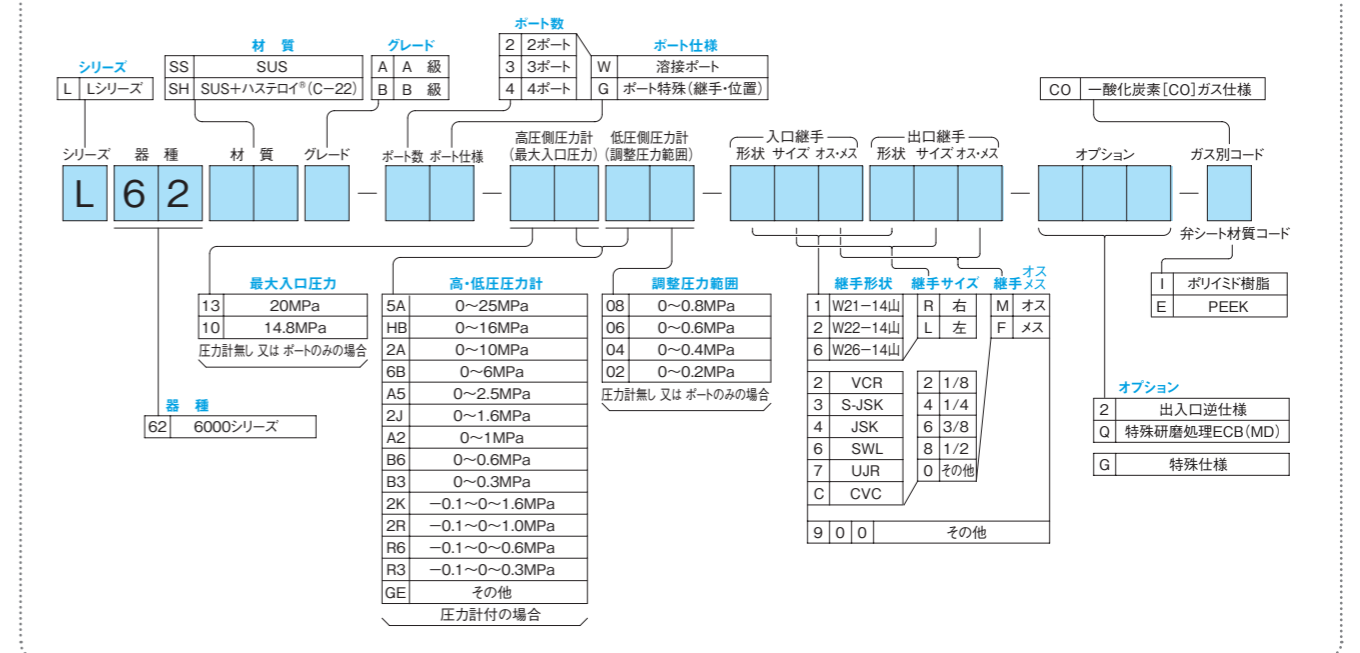 ポート数
2 2ポート
3 3ポート
4 4ポート
ポート仕様
W 溶接ポート
G ポート特殊(継手・位置)
シリーズ
L Lシリーズ
材 質
SS SUS
SH SUS+ハステロイ®(C-22)
グレード
A A 級
B B 級
CO 一酸化炭素[CO]ガス仕様
シリーズ 器 種 材 質 グレード ポート数 ポート仕様
高圧側圧力計
(最大入口圧力)
低圧側圧力計
(調整圧力範囲)
入口継手
形状 サイズ オス・メス
出口継手
形状 サイズ オス・メス
オプション
ガス別コード
L 6 2 — — — — —
弁シート材質コード
I ポリイミド樹脂
E PEEK
最大入口圧力
13 20MPa
10 14.8MPa
圧力計無し 又は ポートのみの場合
器 種
62 6000シリーズ
高・低圧圧力計
5A 0〜25MPa
HB 0〜16MPa
2A 0〜10MPa
6B 0〜6MPa
A5 0〜2.5MPa
2J 0〜1.6MPa
A2 0〜1MPa
B6 0〜0.6MPa
B3 0〜0.3MPa
2K −0.1〜0〜1.6MPa
2R −0.1〜0〜1.0MPa
R6 −0.1〜0〜0.6MPa
R3 −0.1〜0〜0.3MPa
GE その他
圧力計付の場合
調整圧力範囲
08 0〜0.8MPa
06 0〜0.6MPa
04 0〜0.4MPa
02 0〜0.2MPa
圧力計無し 又は ポートのみの場合
継手形状
1 W21−14山
2 W22−14山
6 W26−14山
2 VCR
3 S-JSK
4 JSK
6 SWL
7 UJR
C CVC
9 0 0 その他
継手サイズ
R 右
L 左
2 1/8
4 1/4
6 3/8
8 1/2
0 その他
継手オスメス
M オス
F メス
オプション
2 出入口逆仕様
Q 特殊研磨処理ECB(MD)
G 特殊仕様